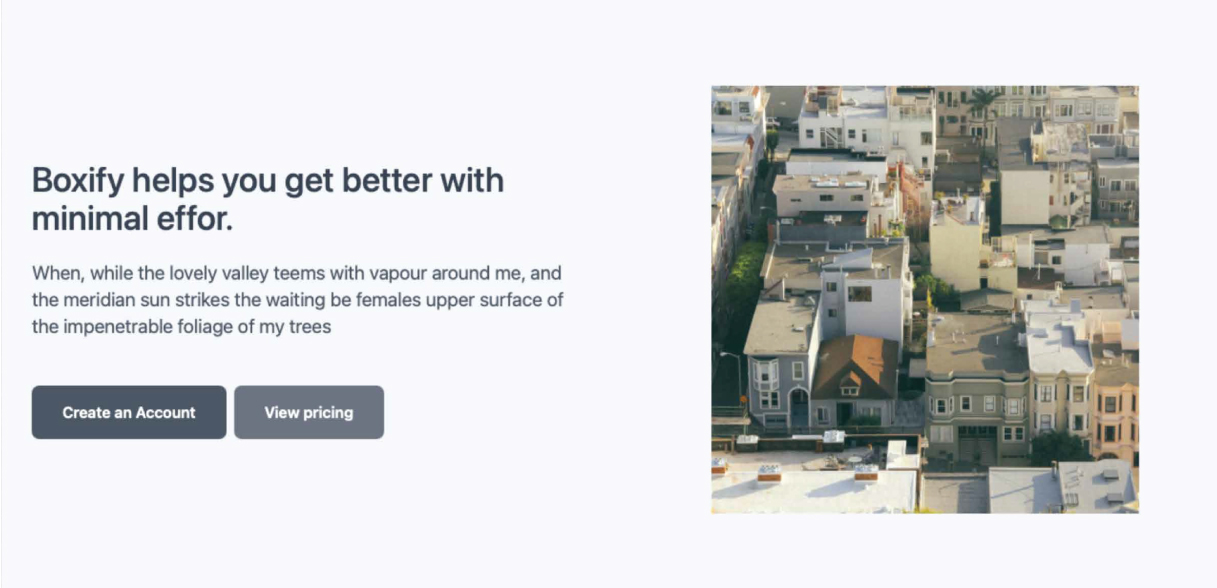 Boxify helps you get better with
minimal effor.
When, while the lovely valley teems with vapour around me, and
the meridian sun strikes the waiting be females upper surface of
the impenetrable foliage of my trees
Create an Account
View pricing